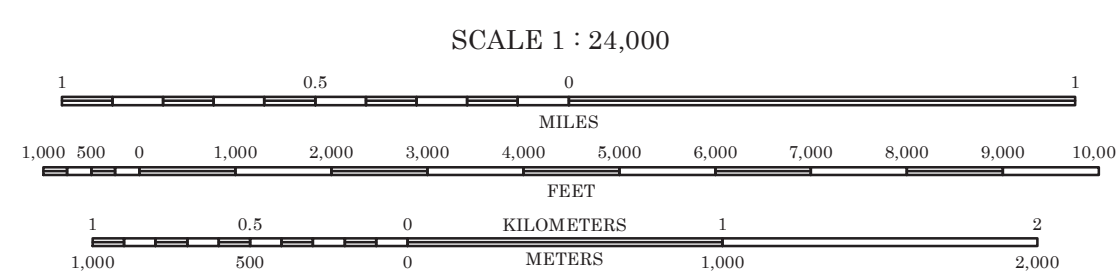 SCALE 1 : 24,000
1 0.5 0 1
MILES
1,000 500 0 1,000 2,000 3,000 4,000 5,000 6,000 7,000 8,000 9,000 10,00
FEET
1 0.5 0 KILOMETERS 1 2
1,000 500 0 METERS 1,000 2,000